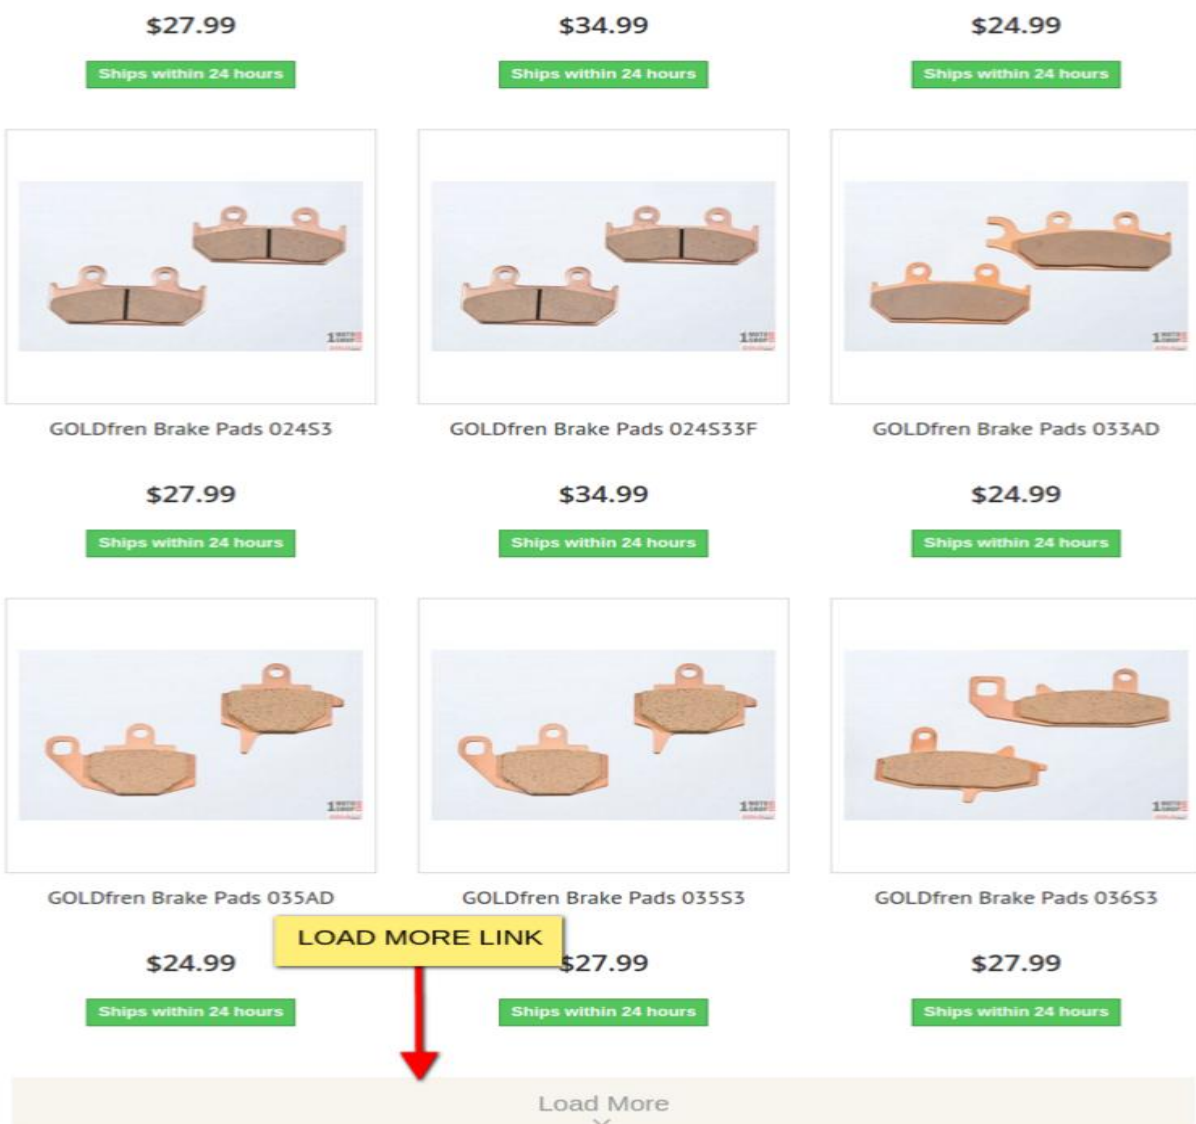 $27.99 $34.99 $24.99
Ships within 24 hours Ships within 24 hours Ships within 24 hours
GOLDfren Brake Pads 024S3 GOLDfren Brake Pads 024S33F GOLDfren Brake Pads 033AD
$27.99 $34.99 $24.99
Ships within 24 hours Ships within 24 hours Ships within 24 hours
GOLDfren Brake Pads 035AD GOLDfren Brake Pads 035S3 GOLDfren Brake Pads 036S3
LOAD MORE LINK
$24.99 $27.99 $27.99
Ships within 24 hours Ships within 24 hours Ships within 24 hours
Load More